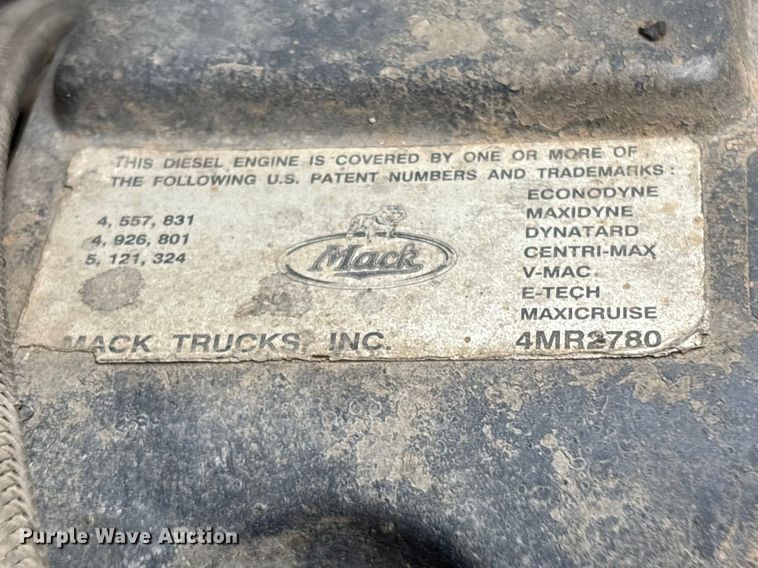 THIS DIESEL ENGINE IS COVERED BY ONE OR MORE OF
THE FOLLOWING U.S. PATENT NUMBERS AND TRADEMARKS :
4, 557, 831
4, 926, 801
5, 121, 324
Mack
ECONODYNE
MAXIDYNE
DYNATARD
CENTRI-MAX
V-MAC
E-TECH
MAXICRUISE
MACK TRUCKS, INC.
4MR2780
Purple Wave Auction